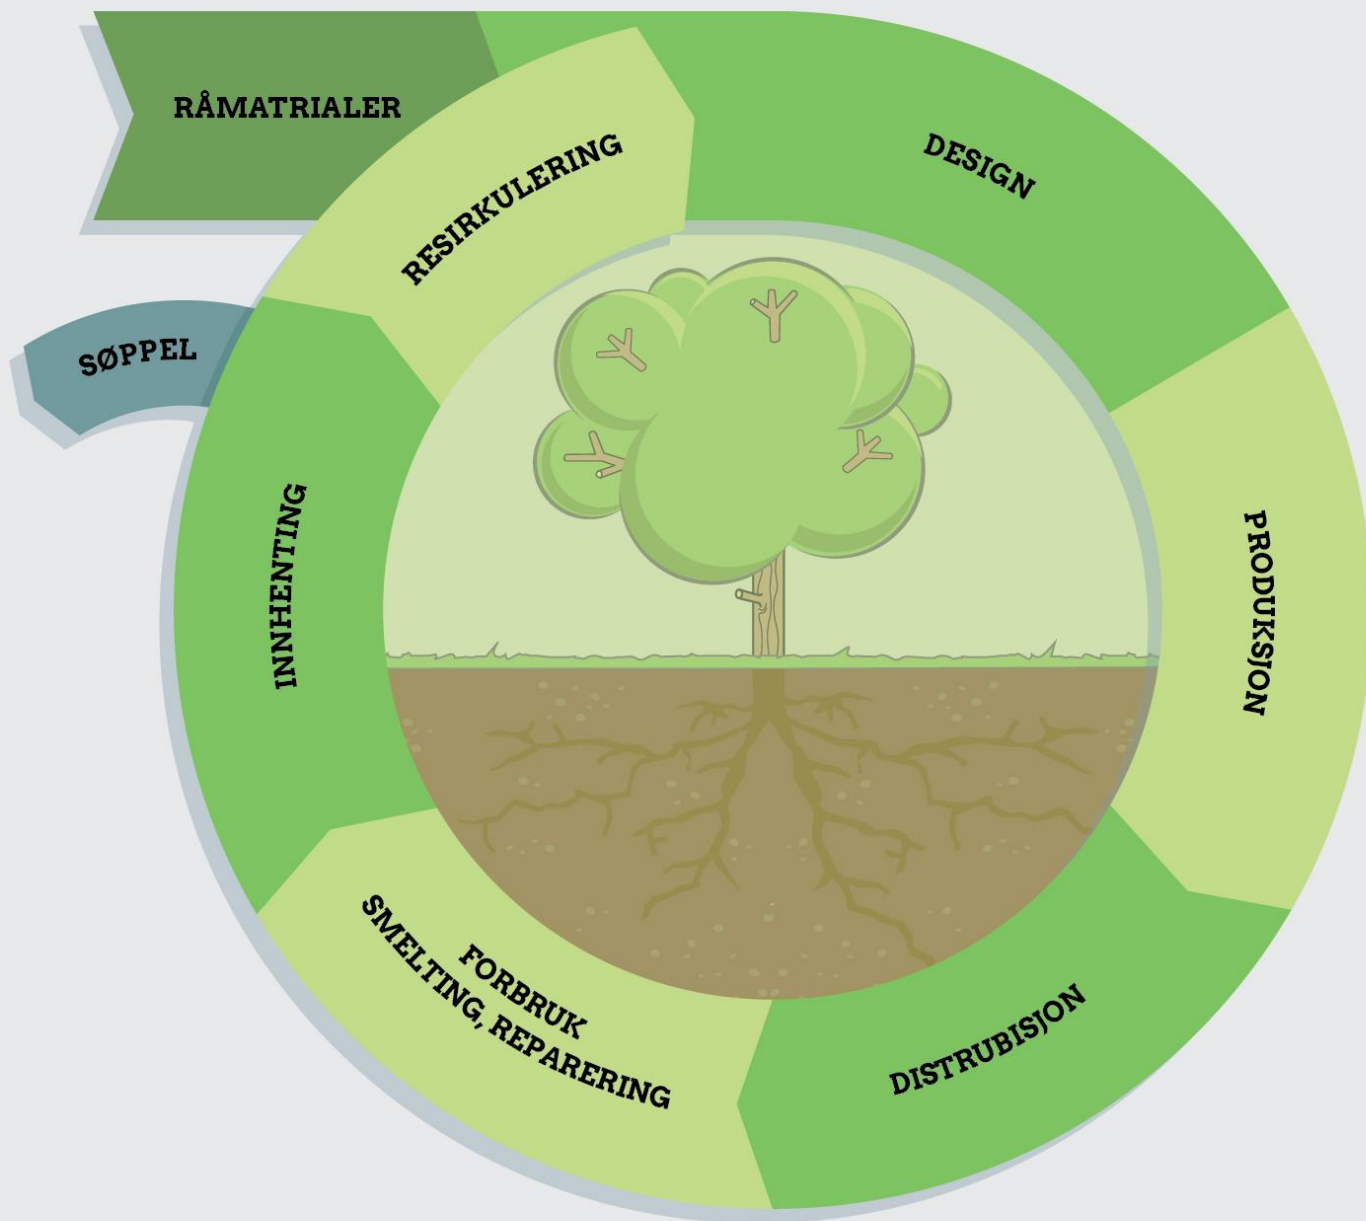 RÅMATRIALER
RESIRKULERING
DESIGN
SØPPEL
INNHENTING
PRODUKSJON
FORBRUK
SMELTING, REPARERING
DISTRUBISJON